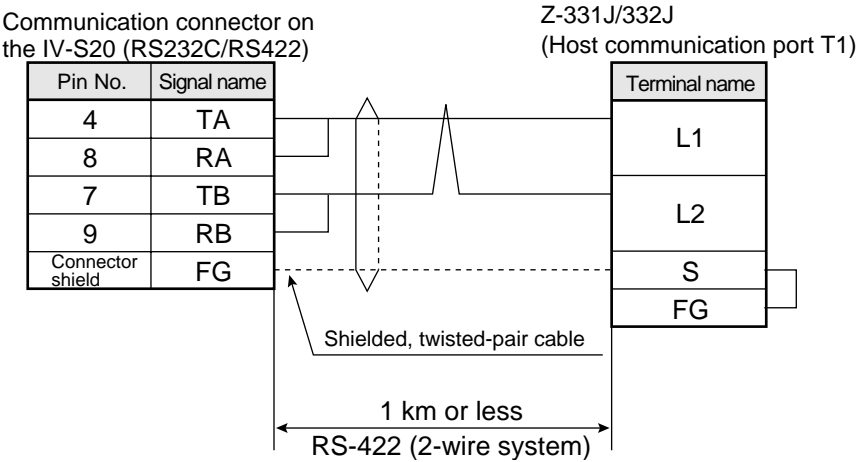 Communication connector on
the IV-S20 (RS232C/RS422)
Z-331J/332J
(Host communication port T1)
Pin No. Signal name
4 TA
8 RA
7 TB
9 RB
Connector
shield FG
Terminal name
L1
L2
S
FG
Shielded, twisted-pair cable
1 km or less
RS-422 (2-wire system)